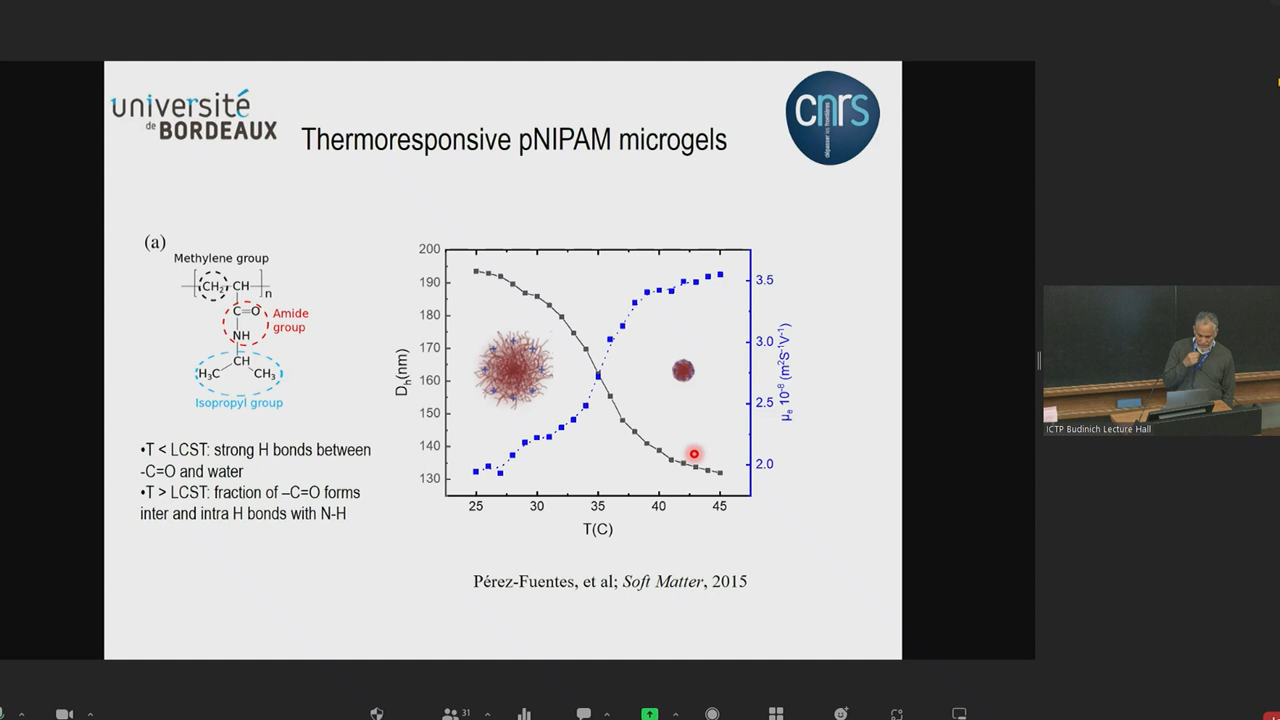 université
de BORDEAUX
Thermoresponsive pNIPAM microgels
cnrs
dépasser les frontières
(a)
Methylene group
CH₂ CH
n
C=O
Amide
group
NH
CH
H₃C CH₃
Isopropyl group
•T < LCST: strong H bonds between
-C=O and water
•T > LCST: fraction of –C=O forms
inter and intra H bonds with N-H
200
190
180
170
160
150
140
130
Dₕ(nm)
25 30 35 40 45
T(C)
3.5
3.0
2.5
2.0
μₑ 10⁻⁸ (m²S⁻¹V⁻¹)
Pérez-Fuentes, et al; Soft Matter, 2015
ICTP Budinich Lecture Hall
31